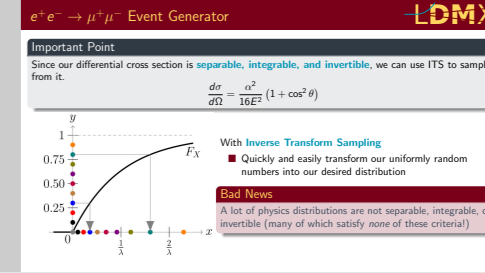 e⁺e⁻ → μ⁺μ⁻ Event Generator
LDMX
Important Point
Since our differential cross section is separable, integrable, and invertible, we can use ITS to sampl
from it.
dσ/dΩ = α²/16E² (1 + cos² θ)
y
1
0.75
0.50
0.25
0
F_X
1/λ
2/λ
x
With Inverse Transform Sampling
Quickly and easily transform our uniformly random
numbers into our desired distribution
Bad News
A lot of physics distributions are not separable, integrable,
invertible (many of which satisfy none of these criteria!)